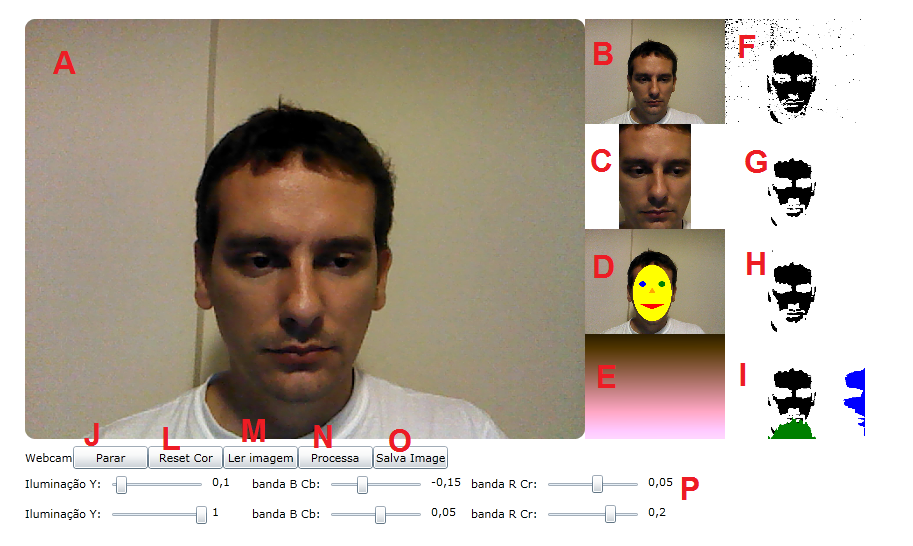 A
B
F
C
G
D
H
E
I
J L M N O
Webcam Parar Reset Cor Ler imagem Processa Salva Image
Iluminação Y: 0,1 banda B Cb: -0,15 banda R Cr: 0,05 P
Iluminação Y: 1 banda B Cb: 0,05 banda R Cr: 0,2